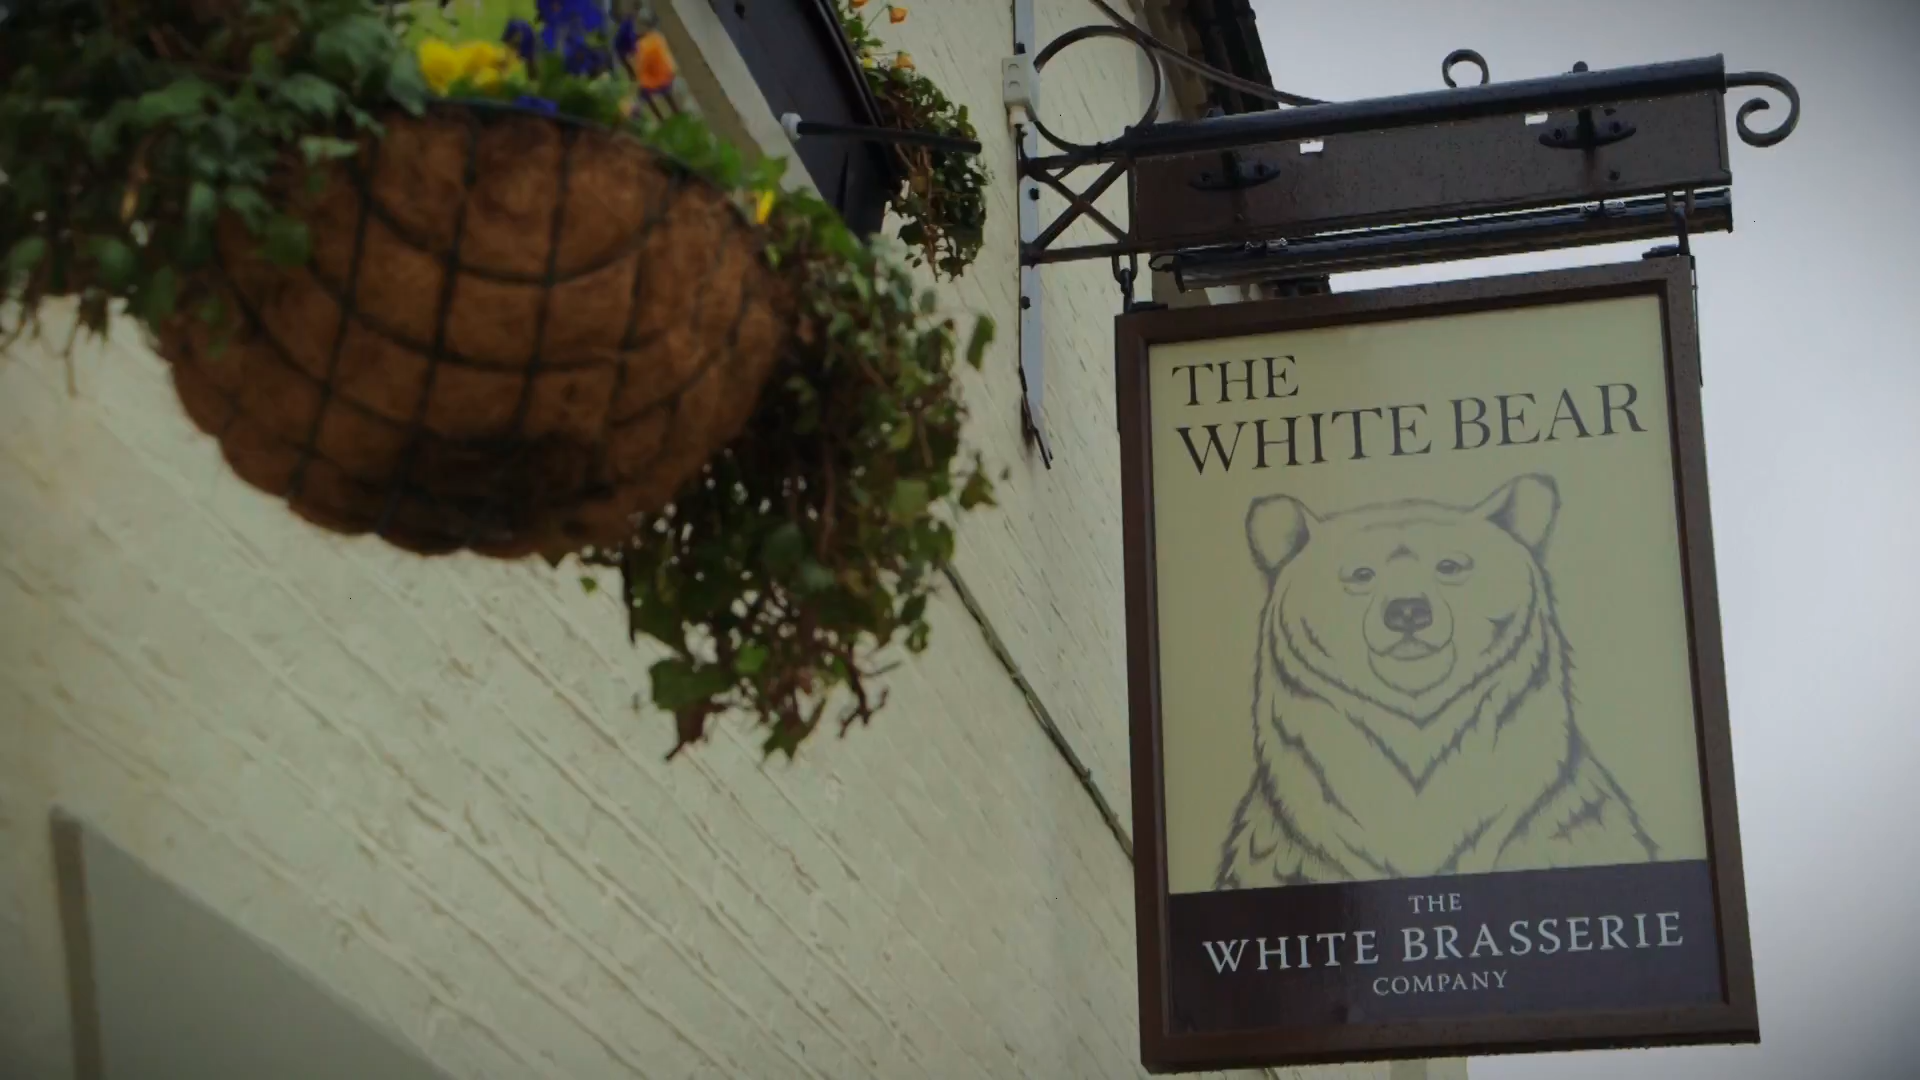 THE
WHITE BEAR
THE
WHITE BRASSERIE
COMPANY